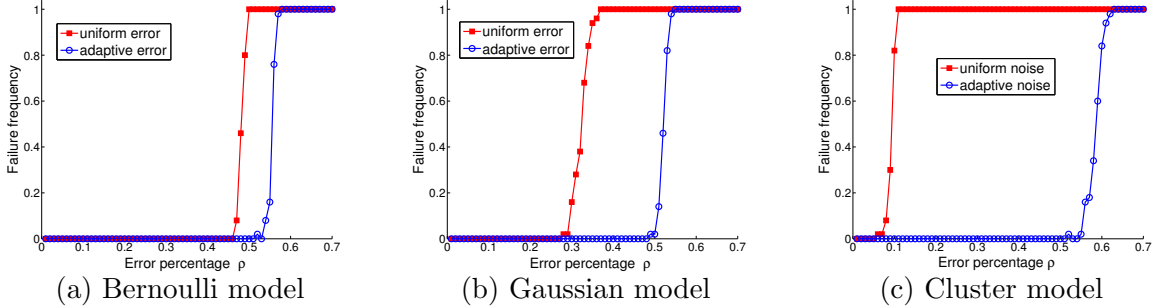 1
0.8
0.6
0.4
0.2
0
Failure frequency
uniform error
adaptive error
0 0.1 0.2 0.3 0.4 0.5 0.6 0.7
Error percentage ρ
(a) Bernoulli model
1
0.8
0.6
0.4
0.2
0
Failure frequency
uniform error
adaptive error
0 0.1 0.2 0.3 0.4 0.5 0.6 0.7
Error percentage ρ
(b) Gaussian model
1
0.8
0.6
0.4
0.2
0
Failure frequency
uniform noise
adaptive noise
0 0.1 0.2 0.3 0.4 0.5 0.6 0.7
Error percentage ρ
(c) Cluster model